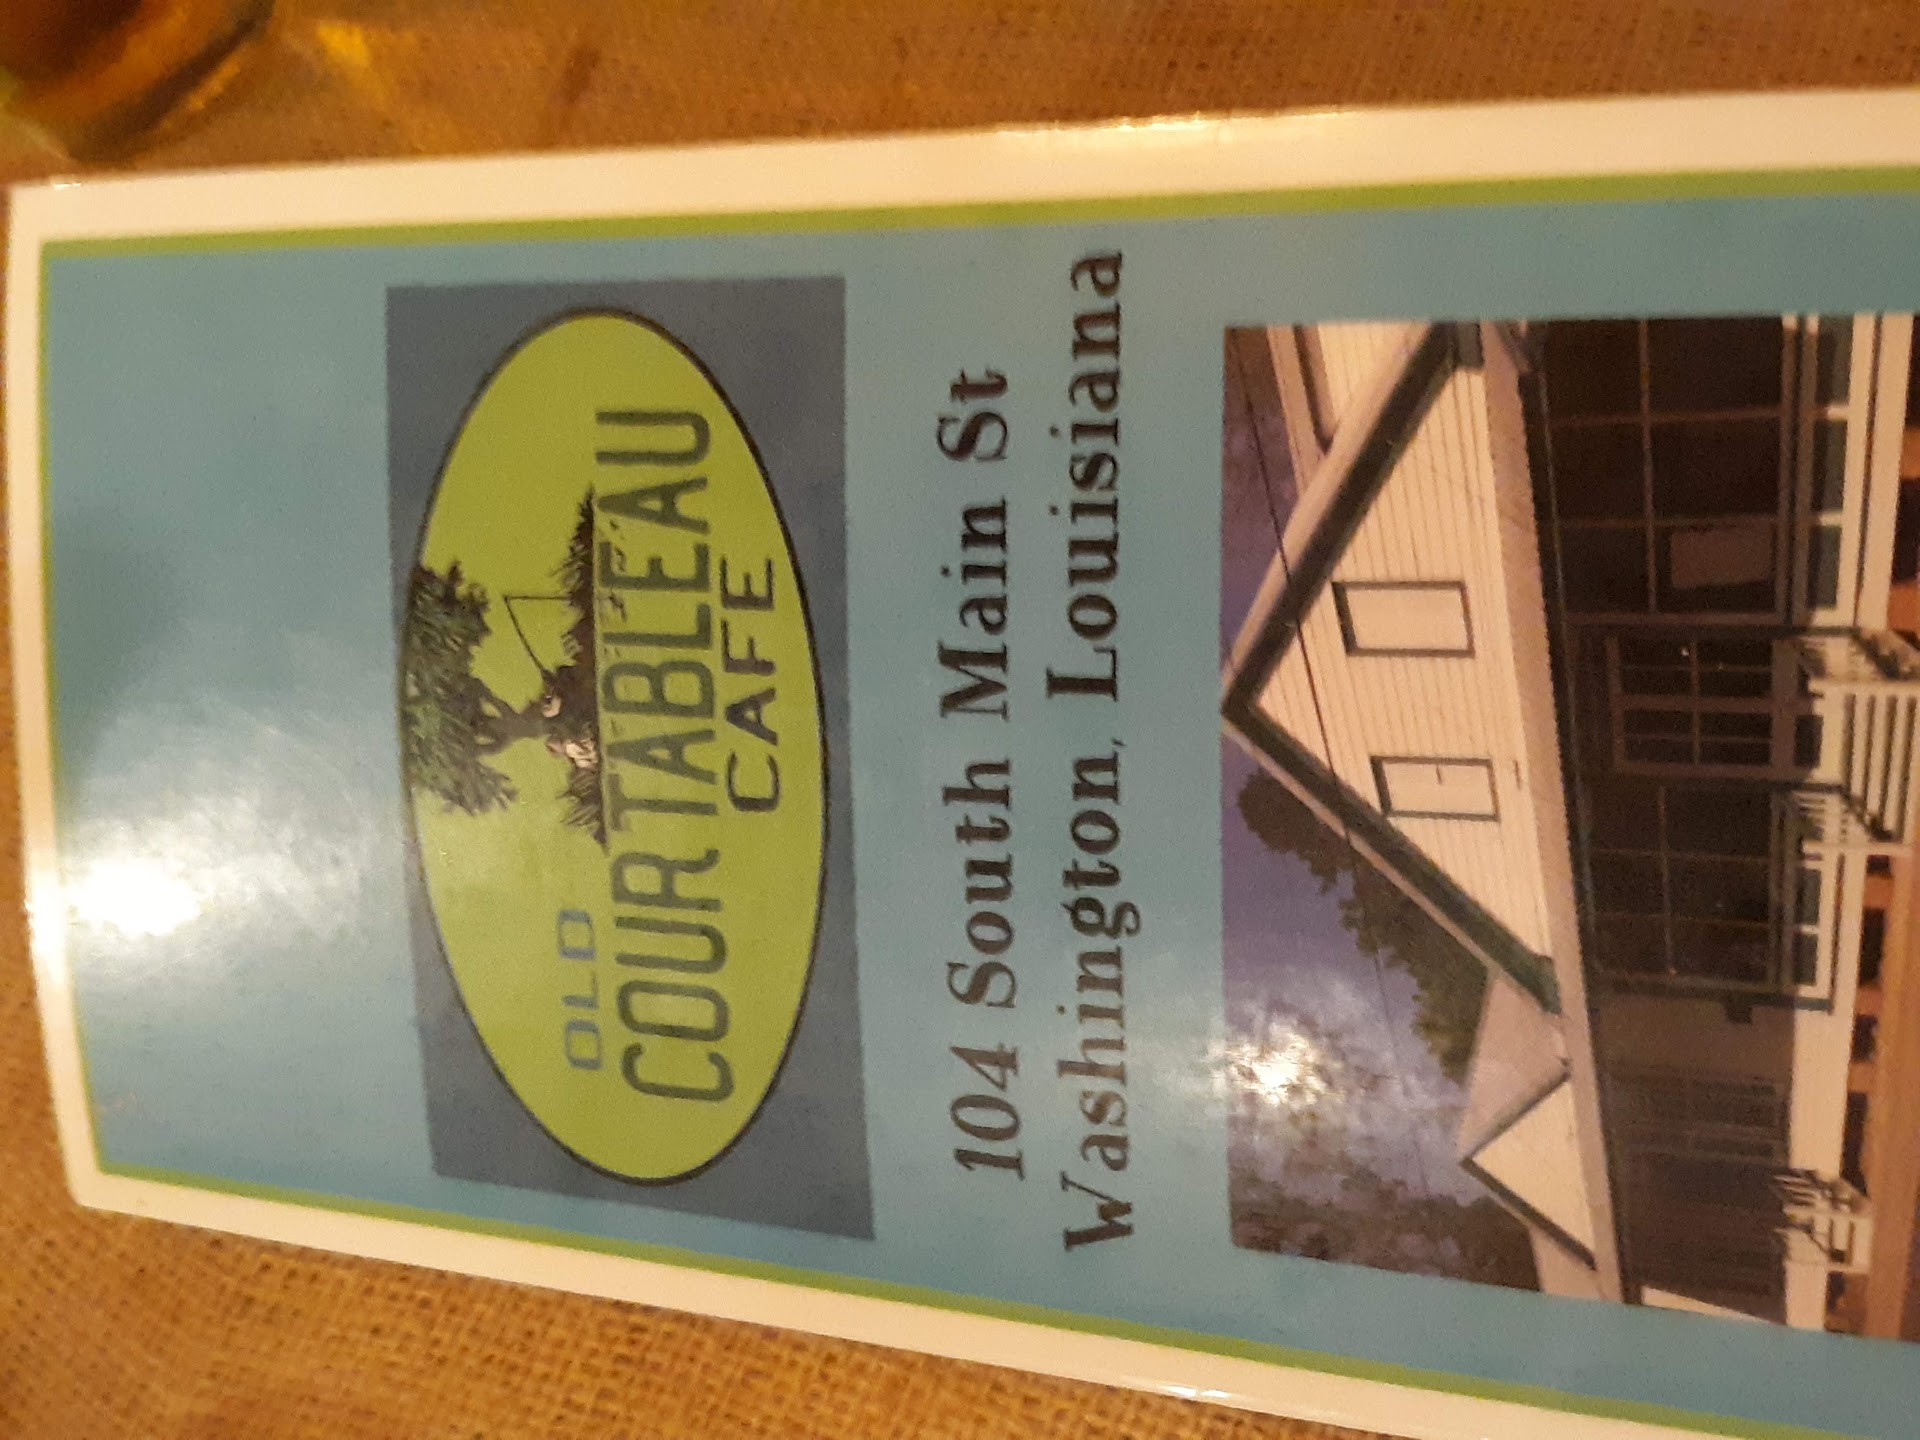 OLD
COURTABLEAU
CAFE
104 South Main St
Washington, Louisiana